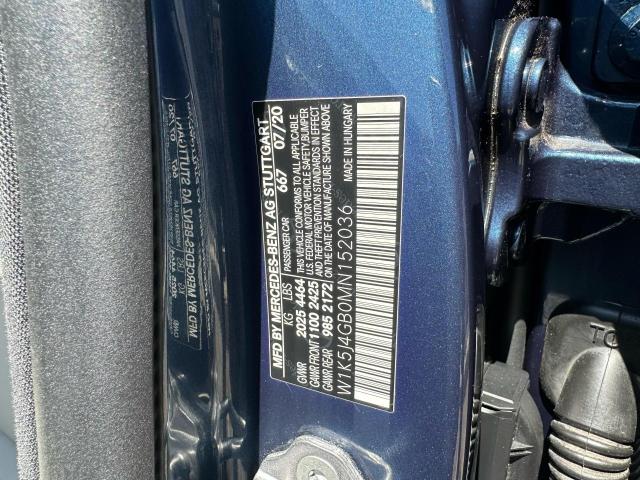 MFD BY MERCEDES-BENZ AG STUTTGART
KG LBS PASSENGER CAR 667 07/20
GVWR 2025 4464 THIS VEHICLE CONFORMS TO ALL APPLICABLE
GAWR FRONT 1100 2425 U.S. FEDERAL MOTOR VEHICLE SAFETY, BUMPER
GAWR REAR 985 2172 AND THEFT PREVENTION STANDARDS IN EFFECT
ON THE DATE OF MANUFACTURE SHOWN ABOVE
W1K5J4GB0MN152036 MADE IN HUNGARY
TO